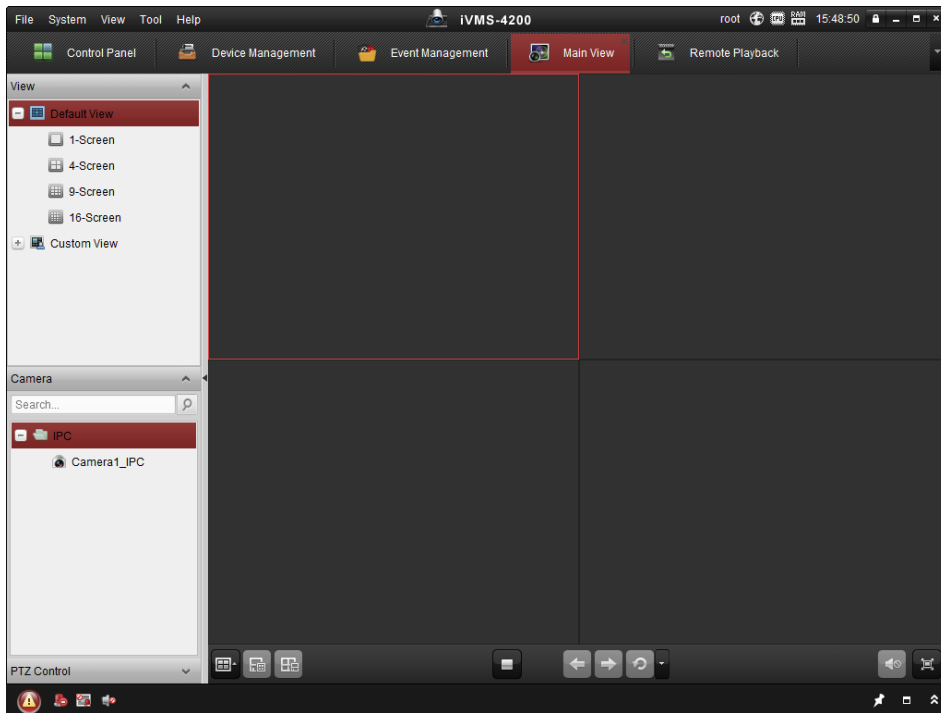 File System View Tool Help iVMS-4200 root CPU RAM 15:48:50
Control Panel Device Management Event Management Main View Remote Playback
View
Default View
1-Screen
4-Screen
9-Screen
16-Screen
Custom View
Camera
Search...
IPC
Camera1_IPC
PTZ Control